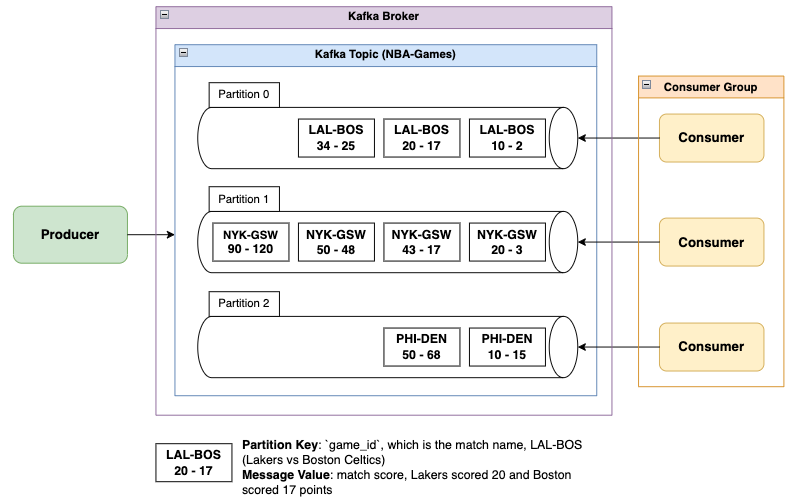 Kafka Broker
Kafka Topic (NBA-Games)
Consumer Group
Partition 0
LAL-BOS
34 - 25
LAL-BOS
20 - 17
LAL-BOS
10 - 2
Consumer
Partition 1
Producer
NYK-GSW
90 - 120
NYK-GSW
50 - 48
NYK-GSW
43 - 17
NYK-GSW
20 - 3
Consumer
Partition 2
PHI-DEN
50 - 68
PHI-DEN
10 - 15
Consumer
LAL-BOS
20 - 17
Partition Key: `game_id`, which is the match name, LAL-BOS
(Lakers vs Boston Celtics)
Message Value: match score, Lakers scored 20 and Boston
scored 17 points